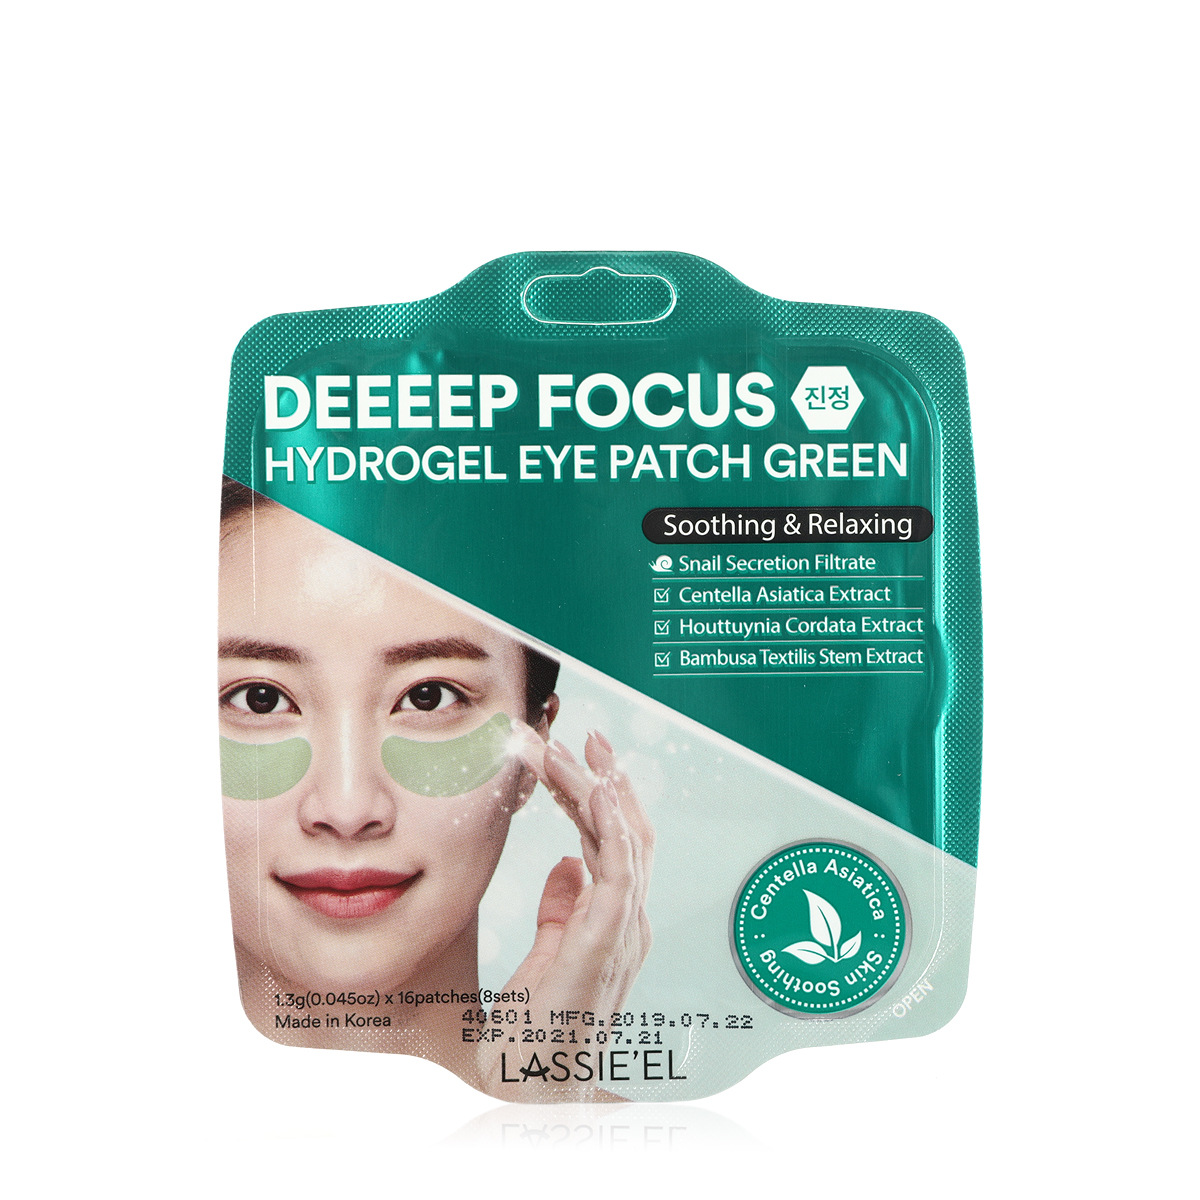 DEEEEP FOCUS 진정
HYDROGEL EYE PATCH GREEN
Soothing & Relaxing
Snail Secretion Filtrate
Centella Asiatica Extract
Houttuynia Cordata Extract
Bambusa Textilis Stem Extract
: Centella Asiatica : Skin Soothing
OPEN
1.3g(0.045oz) x 16patches(8sets)
Made in Korea
40601 MFG.2019.07.22
EXP.2021.07.21
LASSIE'EL